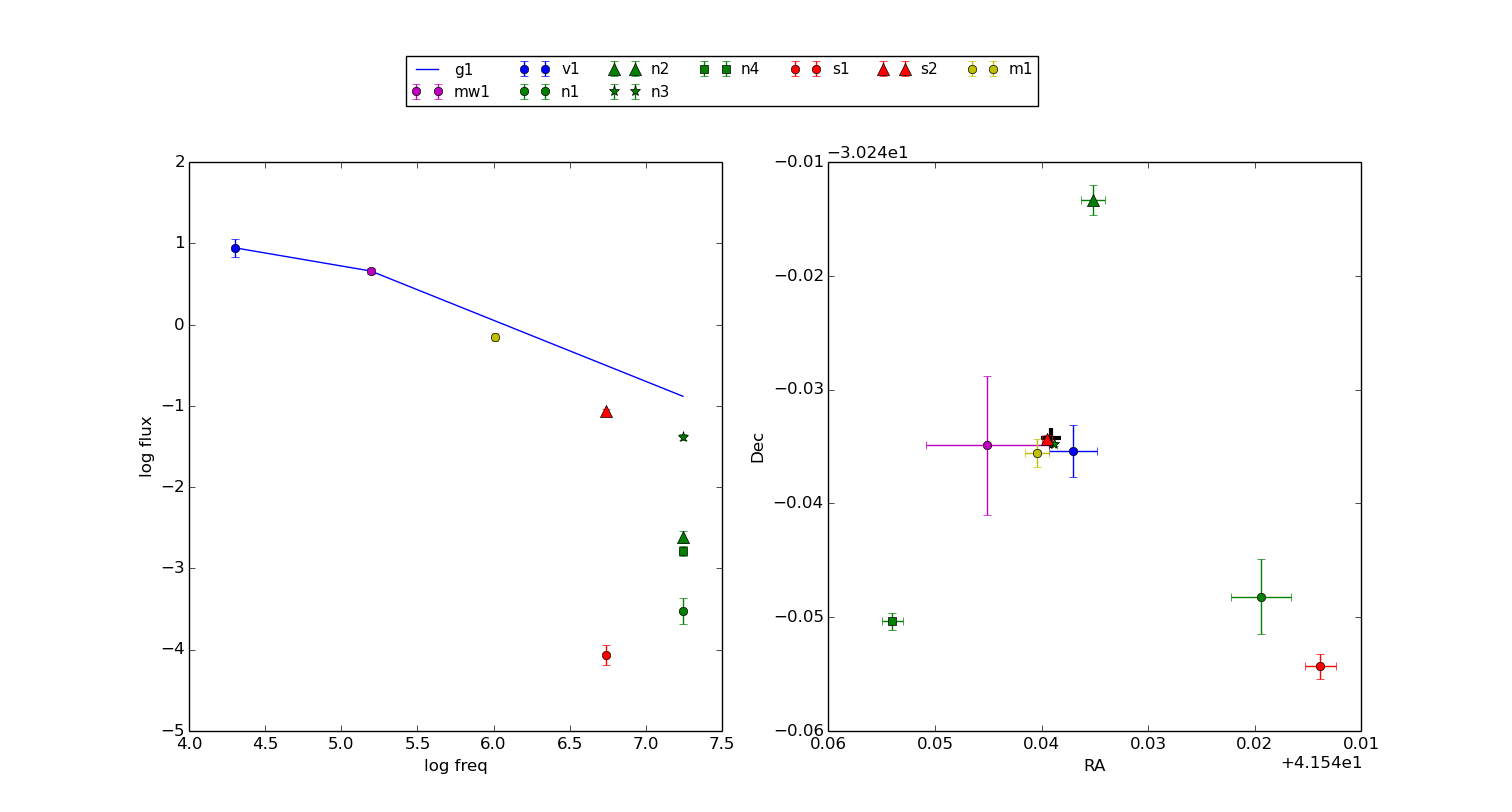 g1 v1 n2 n4 s1 s2 m1
mw1 n1 n3
−3.024e1
2
1
0
−1
−2
−3
−4
−5
log flux
4.0 4.5 5.0 5.5 6.0 6.5 7.0 7.5
log freq
−0.01
−0.02
−0.03
−0.04
−0.05
−0.06
Dec
0.06 0.05 0.04 0.03 0.02 0.01
RA
+4.154e1